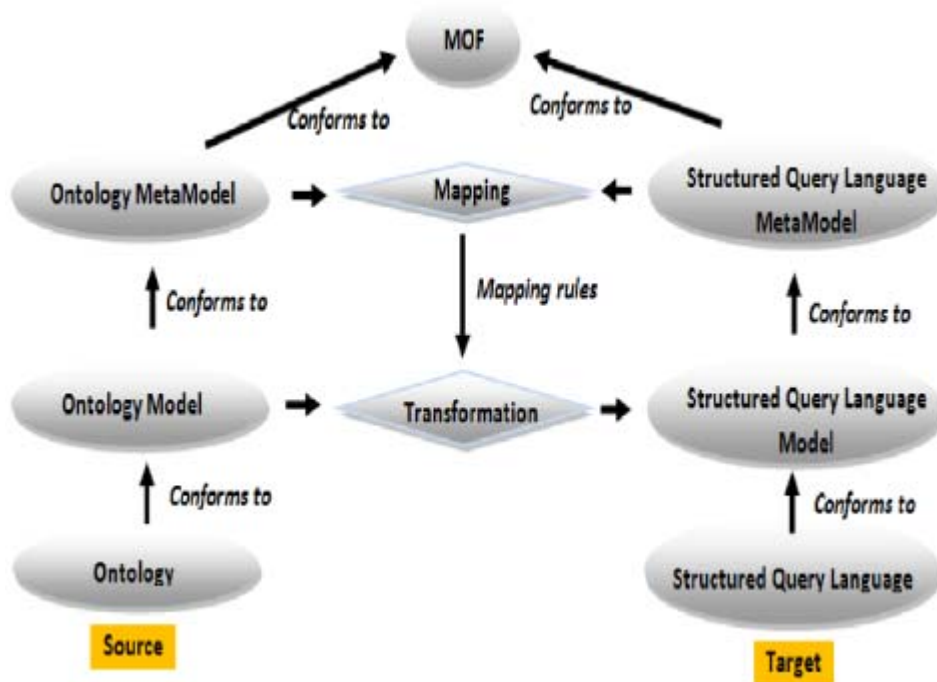 MOF
Conforms to
Conforms to
Ontology MetaModel
Mapping
Structured Query Language
MetaModel
Conforms to
Mapping rules
Conforms to
Ontology Model
Transformation
Structured Query Language
Model
Conforms to
Conforms to
Ontology
Structured Query Language
Source
Target